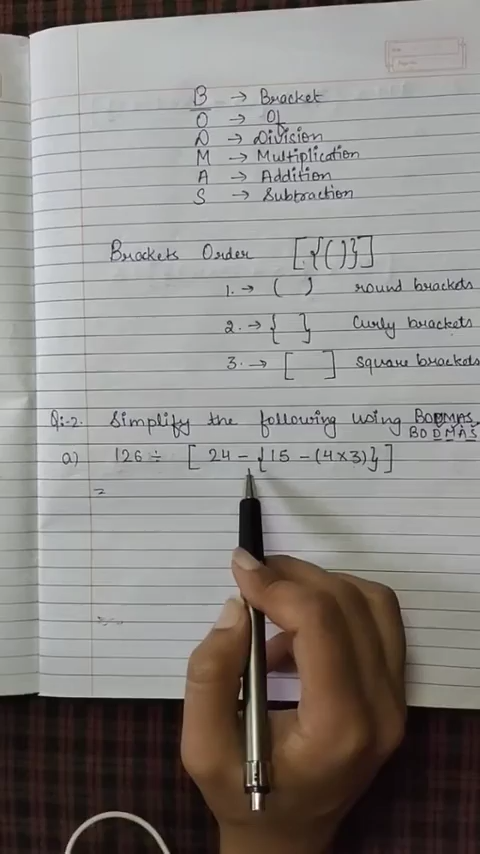 B → Bracket
O → Of
D → Division
M → Multiplication
A → Addition
S → Subtraction
Brackets Order [{()}]
1. → ( ) round brackets
2. → { } Curly brackets
3. → [ ] Square brackets
Q:-2. Simplify the following using BODMAS.
BODMAS
a) 126 ÷ [ 24 - {15 - (4×3)}]
=